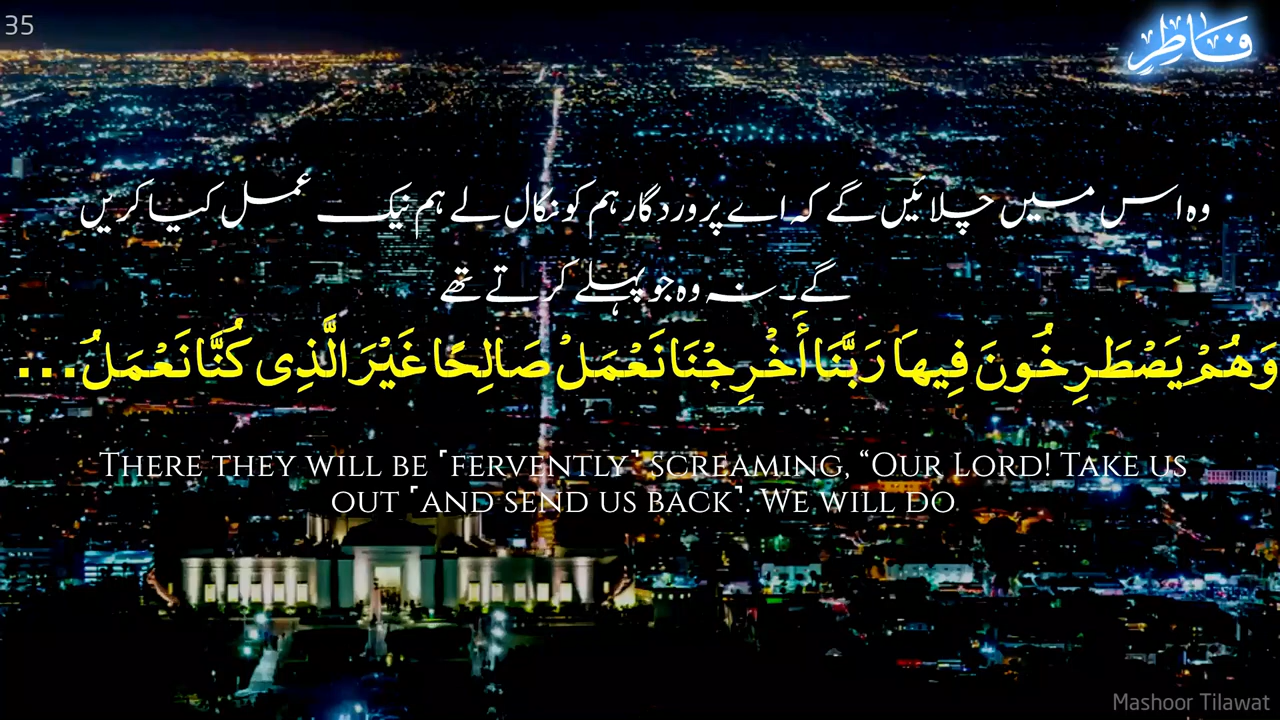 35
فَاطِر
وہ اس میں چلائیں گے کہ اے پروردگار ہم کو نکال لے ہم نیک عمل کیا کریں
گے۔ نہ وہ جو پہلے کرتے تھے
وَهُمْ يَصْطَرِخُونَ فِيهَا رَبَّنَا أَخْرِجْنَا نَعْمَلْ صَالِحًا غَيْرَ الَّذِى كُنَّا نَعْمَلُ...
There they will be ˹fervently˺ screaming, “Our Lord! Take us
out ˹and send us back˺. We will do
Mashoor Tilawat